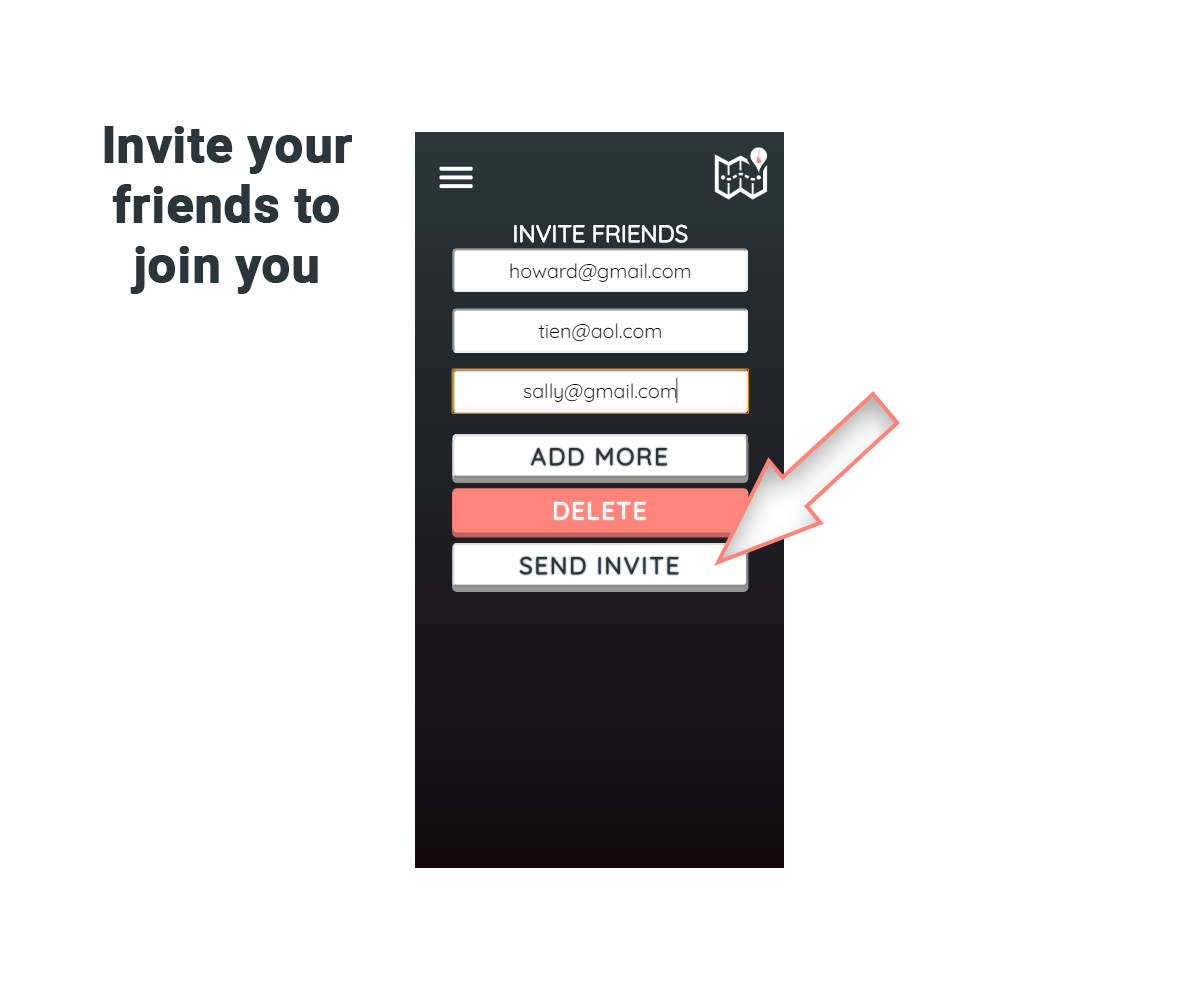 Invite your
friends to
join you
INVITE FRIENDS
howard@gmail.com
tien@aol.com
sally@gmail.com
ADD MORE
DELETE
SEND INVITE